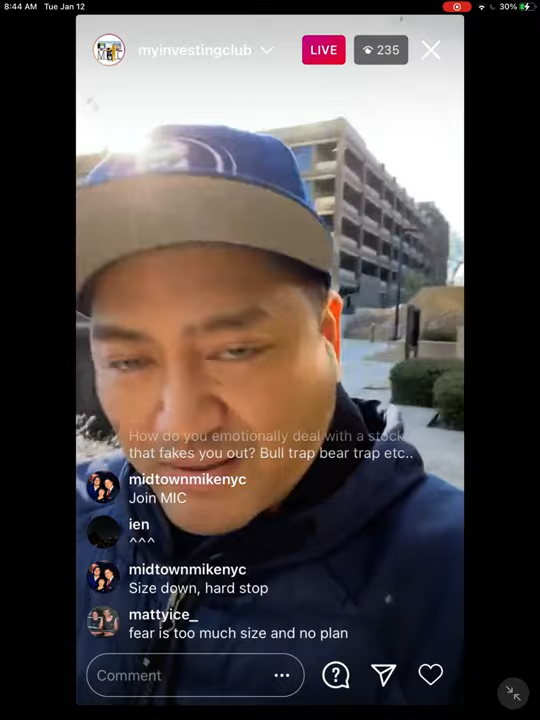 8:44 AM Tue Jan 12
30%
myinvestingclub
LIVE
235
How do you emotionally deal with a stock
that fakes you out? Bull trap bear trap etc..
midtownmikenyc
Join MIC
ien
^^^
midtownmikenyc
Size down, hard stop
mattyice_
fear is too much size and no plan
Comment